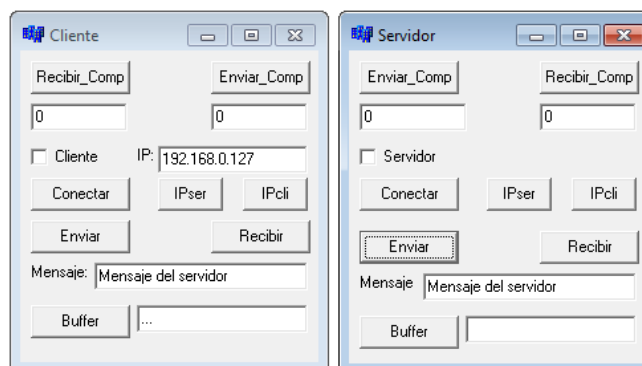 Cliente
Recibir_Comp Enviar_Comp
0 0
Cliente IP: 192.168.0.127
Conectar IPser IPcli
Enviar Recibir
Mensaje: Mensaje del servidor
Buffer ...
Servidor
Enviar_Comp Recibir_Comp
0 0
Servidor
Conectar IPser IPcli
Enviar Recibir
Mensaje Mensaje del servidor
Buffer